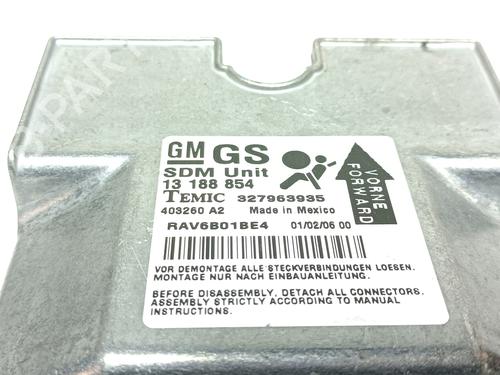 GM GS
SDM Unit
13 188 854
TEMIC 327963935
403260 A2 Made in Mexico
RAV6B01BE4 01/02/06 00
VORNE
FORWARD
VOR DEMONTAGE ALLE STECKVERBINDUNGEN LOESEN.
MONTAGE NUR NACH EINBAUANLEITUNG.
BEFORE DISASSEMBLY, DETACH ALL CONNECTORS.
ASSEMBLY STRICTLY ACCORDING TO MANUAL
INSTRUCTIONS.